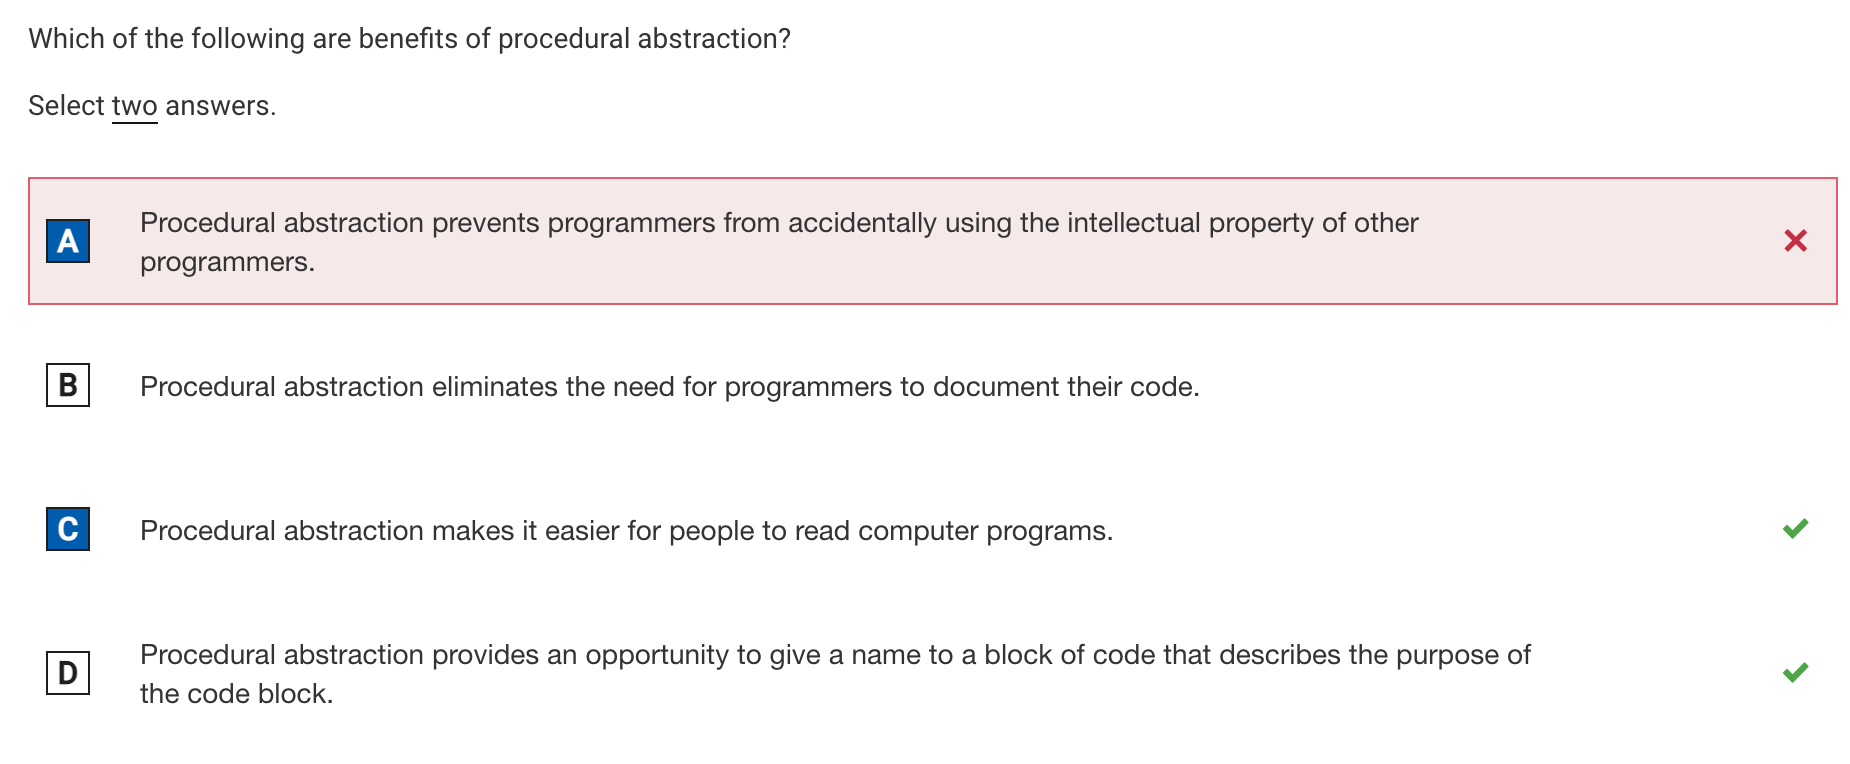 Which of the following are benefits of procedural abstraction?
Select two answers.
A
Procedural abstraction prevents programmers from accidentally using the intellectual property of other
programmers.
B
Procedural abstraction eliminates the need for programmers to document their code.
C
Procedural abstraction makes it easier for people to read computer programs.
D
Procedural abstraction provides an opportunity to give a name to a block of code that describes the purpose of
the code block.